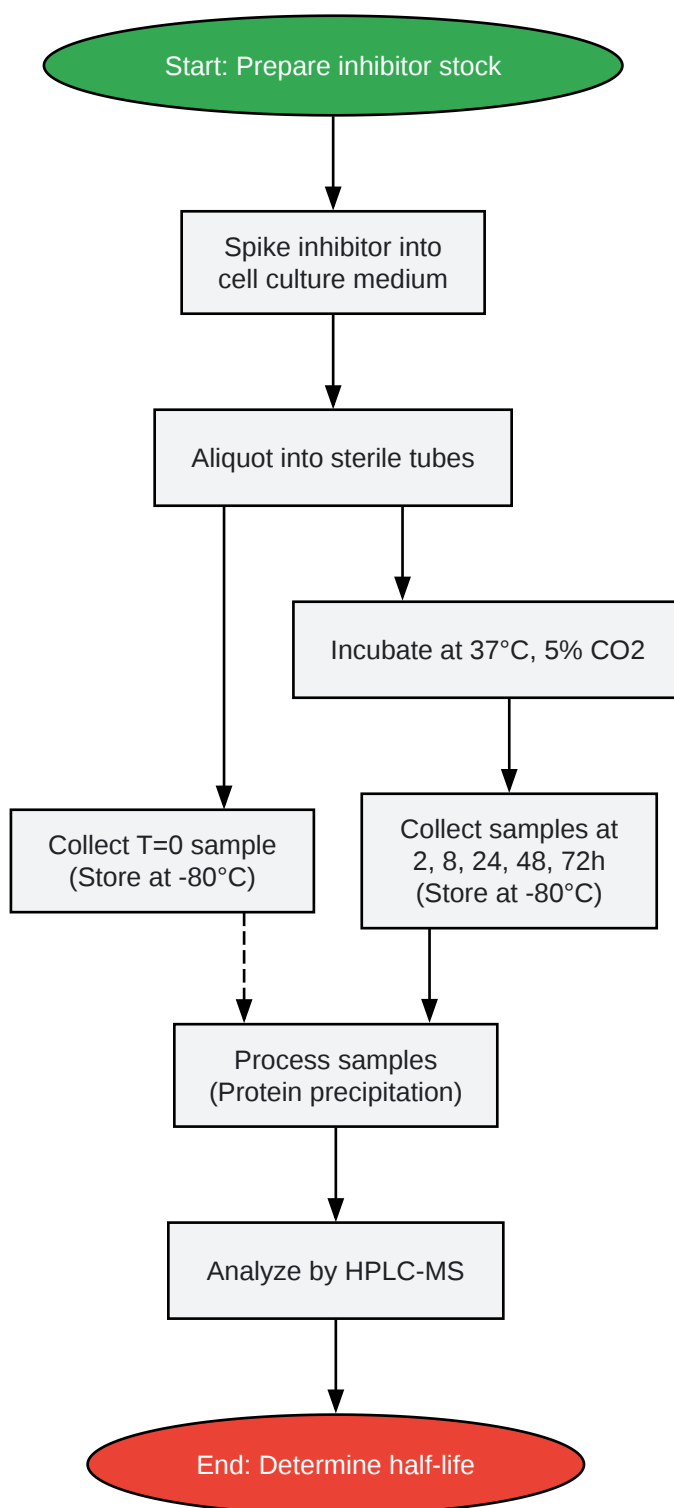 Start: Prepare inhibitor stock
Spike inhibitor into
cell culture medium
Aliquot into sterile tubes
Incubate at 37°C, 5% CO2
Collect T=0 sample
(Store at -80°C)
Collect samples at
2, 8, 24, 48, 72h
(Store at -80°C)
Process samples
(Protein precipitation)
Analyze by HPLC-MS
End: Determine half-life